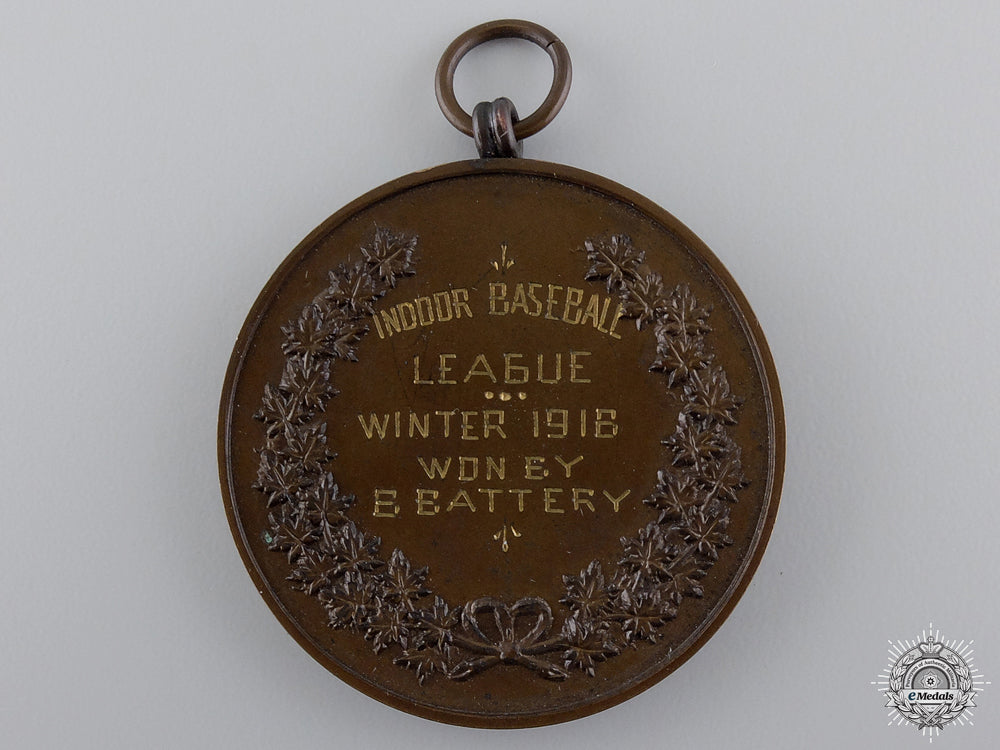 INDOOR BASEBALL
LEAGUE
WINTER 1918
WON BY
B BATTERY
eMedals